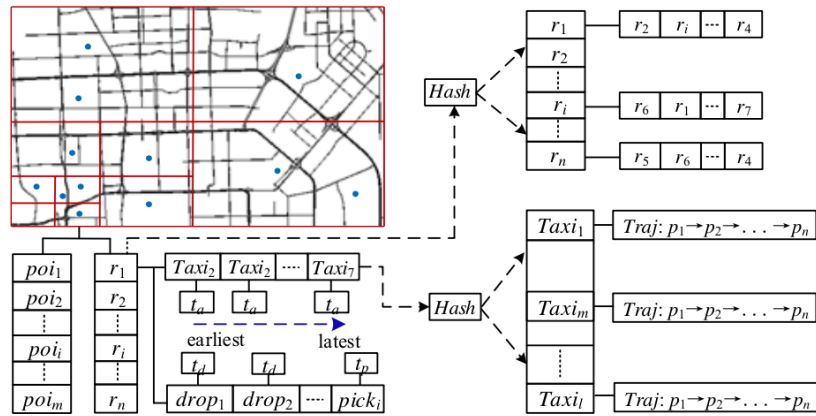 r1 r2 ri ---- r4
r2
Hash
ri r6 r1 --- r7
rn r5 r6 --- r4
Taxi1 Traj: p1→p2→. . . →pn
poi1 r1 Taxi2 Taxi2 ---- Taxi7
poi2 r2 ta ta ta Hash Taxim Traj: p1→p2→. . . →pn
earliest latest
poii ri td td tp
poim rn drop1 drop2 ---- picki Taxil Traj: p1→p2→. . . →pn